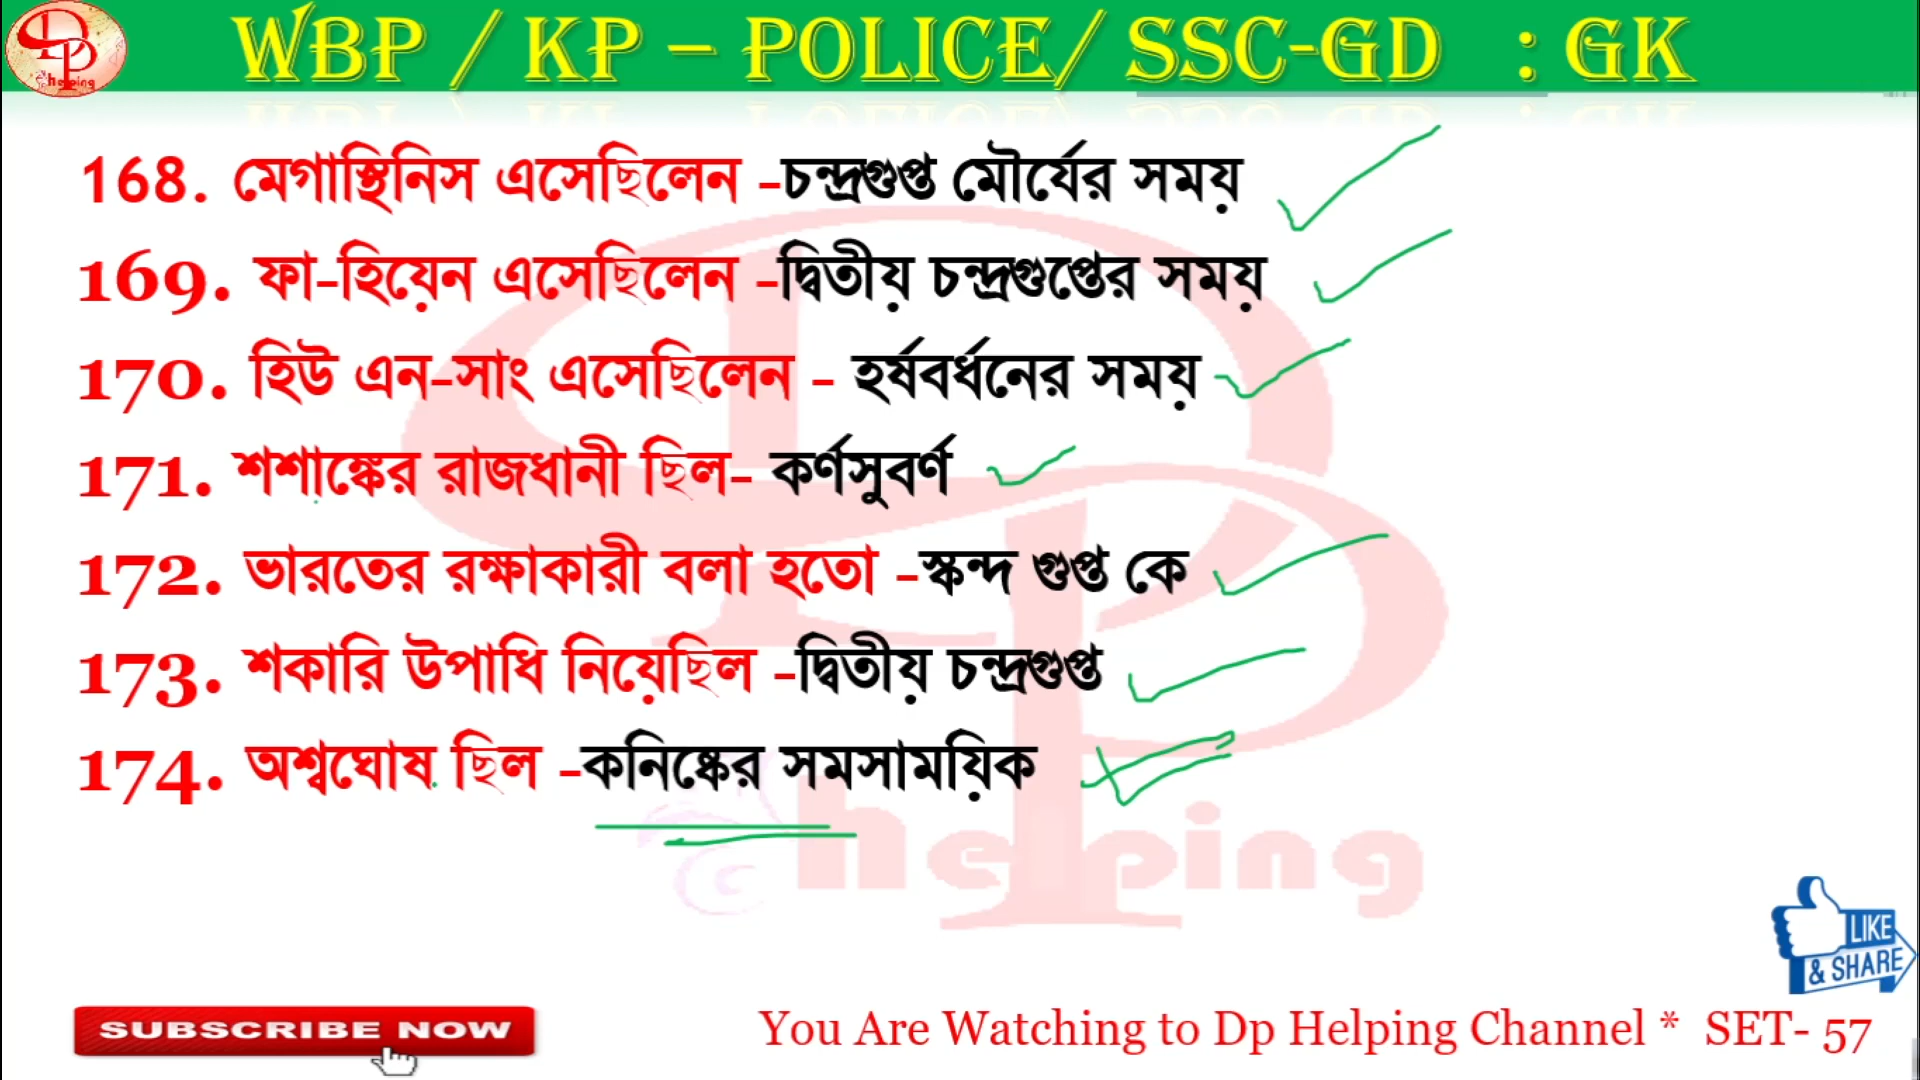 WBP / KP – POLICE/ SSC-GD : GK
DP helping
168. মেগাস্থিনিস এসেছিলেন -চন্দ্রগুপ্ত মৌর্যের সময়
169. ফা-হিয়েন এসেছিলেন -দ্বিতীয় চন্দ্রগুপ্তের সময়
170. হিউ এন-সাং এসেছিলেন - হর্ষবর্ধনের সময়
171. শশাঙ্কের রাজধানী ছিল- কর্ণসুবর্ণ
172. ভারতের রক্ষাকারী বলা হতো -স্কন্দ গুপ্ত কে
173. শকারি উপাধি নিয়েছিল -দ্বিতীয় চন্দ্রগুপ্ত
174. অশ্বঘোষ ছিল -কনিষ্কের সমসাময়িক
helping
LIKE
& SHARE
SUBSCRIBE NOW
You Are Watching to Dp Helping Channel * SET- 57